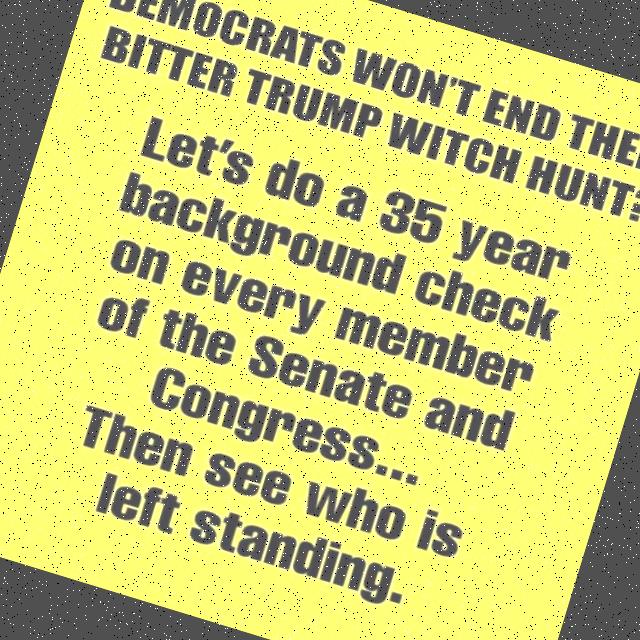 DEMOCRATS WON'T END THE
BITTER TRUMP WITCH HUNT?
Let's do a 35 year
background check
on every member
of the Senate and
Congress...
Then see who is
left standing.